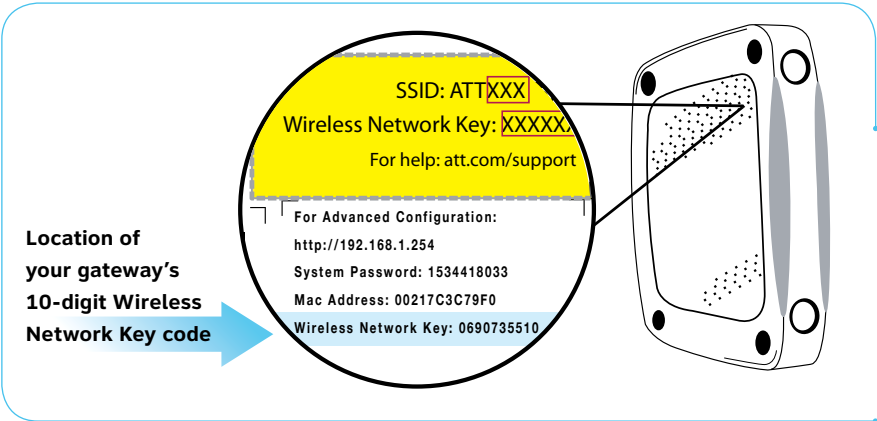 SSID: ATTXXX
Wireless Network Key: XXXXXX
For help: att.com/support
For Advanced Configuration:
http://192.168.1.254
System Password: 1534418033
Mac Address: 00217C3C79F0
Wireless Network Key: 0690735510
Location of
your gateway’s
10-digit Wireless
Network Key code